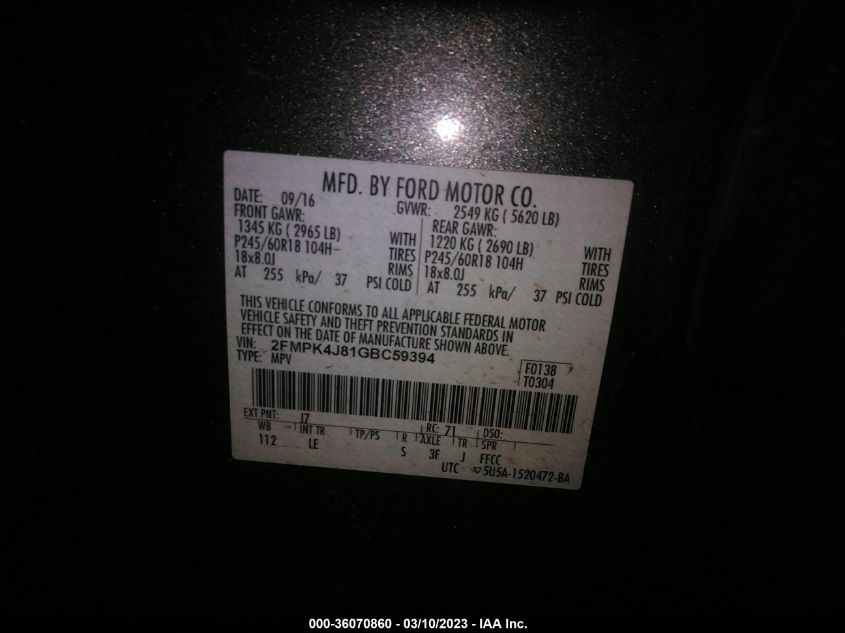 MFD. BY FORD MOTOR CO.
DATE: 09/16 GVWR: 2549 KG ( 5620 LB)
FRONT GAWR: REAR GAWR:
1345 KG ( 2965 LB) WITH 1220 KG ( 2690 LB) WITH
P245/60R18 104H TIRES P245/60R18 104H TIRES
18x8.0J RIMS 18x8.0J RIMS
AT 255 kPa/ 37 PSI COLD AT 255 kPa/ 37 PSI COLD
THIS VEHICLE CONFORMS TO ALL APPLICABLE FEDERAL MOTOR
VEHICLE SAFETY AND THEFT PREVENTION STANDARDS IN
EFFECT ON THE DATE OF MANUFACTURE SHOWN ABOVE.
VIN: 2FMPK4J81GBC59394
TYPE: MPV
F0138
T0304
EXT PNT: J7 RC: 71 DSO:
WB INT TR TP/PS R AXLE TR SPR
112 LE S 3F J FFCC
UTC 5U5A-1520472-BA
000-36070860 - 03/10/2023 - IAA Inc.